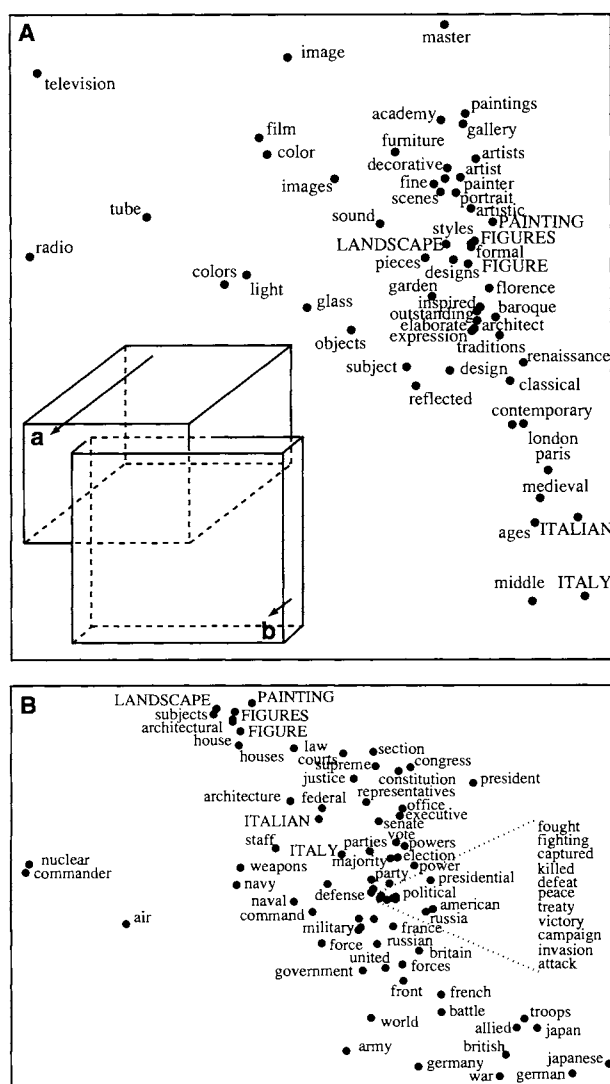 A
master
image
television
paintings
academy
gallery
film
furniture
color
artists
decorative
artist
images
fine
painter
scenes
portrait
artistic
tube
sound
PAINTING
styles
FIGURES
LANDSCAPE
formal
radio
pieces
designs
FIGURE
colors
light
garden
florence
glass
inspired
baroque
outstanding
elaborate
architect
objects
expression
traditions
renaissance
subject
design
classical
reflected
a
contemporary
london
paris
medieval
ages
ITALIAN
middle
ITALY
b
B
LANDSCAPE
PAINTING
subjects
FIGURES
architectural
FIGURE
house
houses
law
courts
section
supreme
congress
justice
constitution
president
representatives
architecture
federal
office
executive
ITALIAN
senate
vote
staff
parties
powers
fought
ITALY
majority
election
fighting
nuclear
power
captured
commander
weapons
party
presidential
killed
navy
defense
political
defeat
naval
american
peace
command
russia
treaty
military
france
victory
force
russian
campaign
united
britain
invasion
government
forces
attack
front
french
world
battle
troops
allied
japan
army
british
japanese
germany
war
german
air